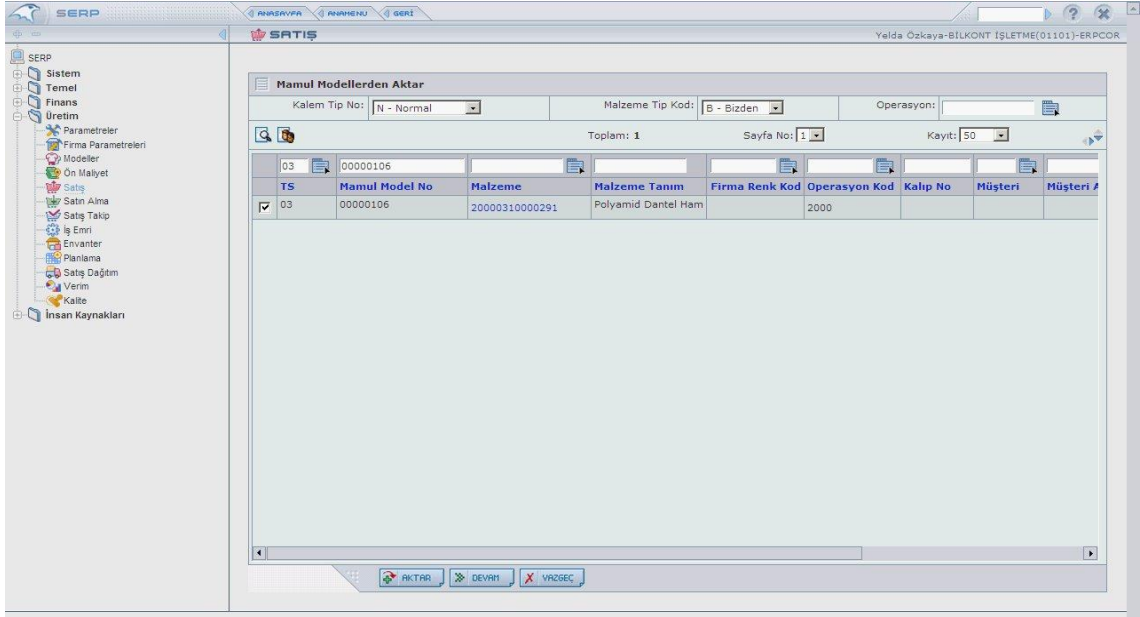 SERP ANASAYFA ANAMENU GERİ
SATIŞ Yelda Özkaya-BİLKONT İŞLETME(01101)-ERPCOR
SERP
Sistem
Temel
Finans
Üretim
Parametreler
Firma Parametreleri
Modeller
Ön Maliyet
Satış
Satın Alma
Satış Takip
İş Emri
Envanter
Planlama
Satış Dağıtım
Verim
Kalite
İnsan Kaynakları
Mamul Modellerden Aktar
Kalem Tip No: N - Normal Malzeme Tip Kod: B - Bizden Operasyon:
Toplam: 1 Sayfa No: 1 Kayıt: 50
03 00000106
TS Mamul Model No Malzeme Malzeme Tanım Firma Renk Kod Operasyon Kod Kalıp No Müşteri Müşteri A
03 00000106 20000310000291 Polyamid Dantel Ham 2000
AKTAR DEVAM VAZGEÇ